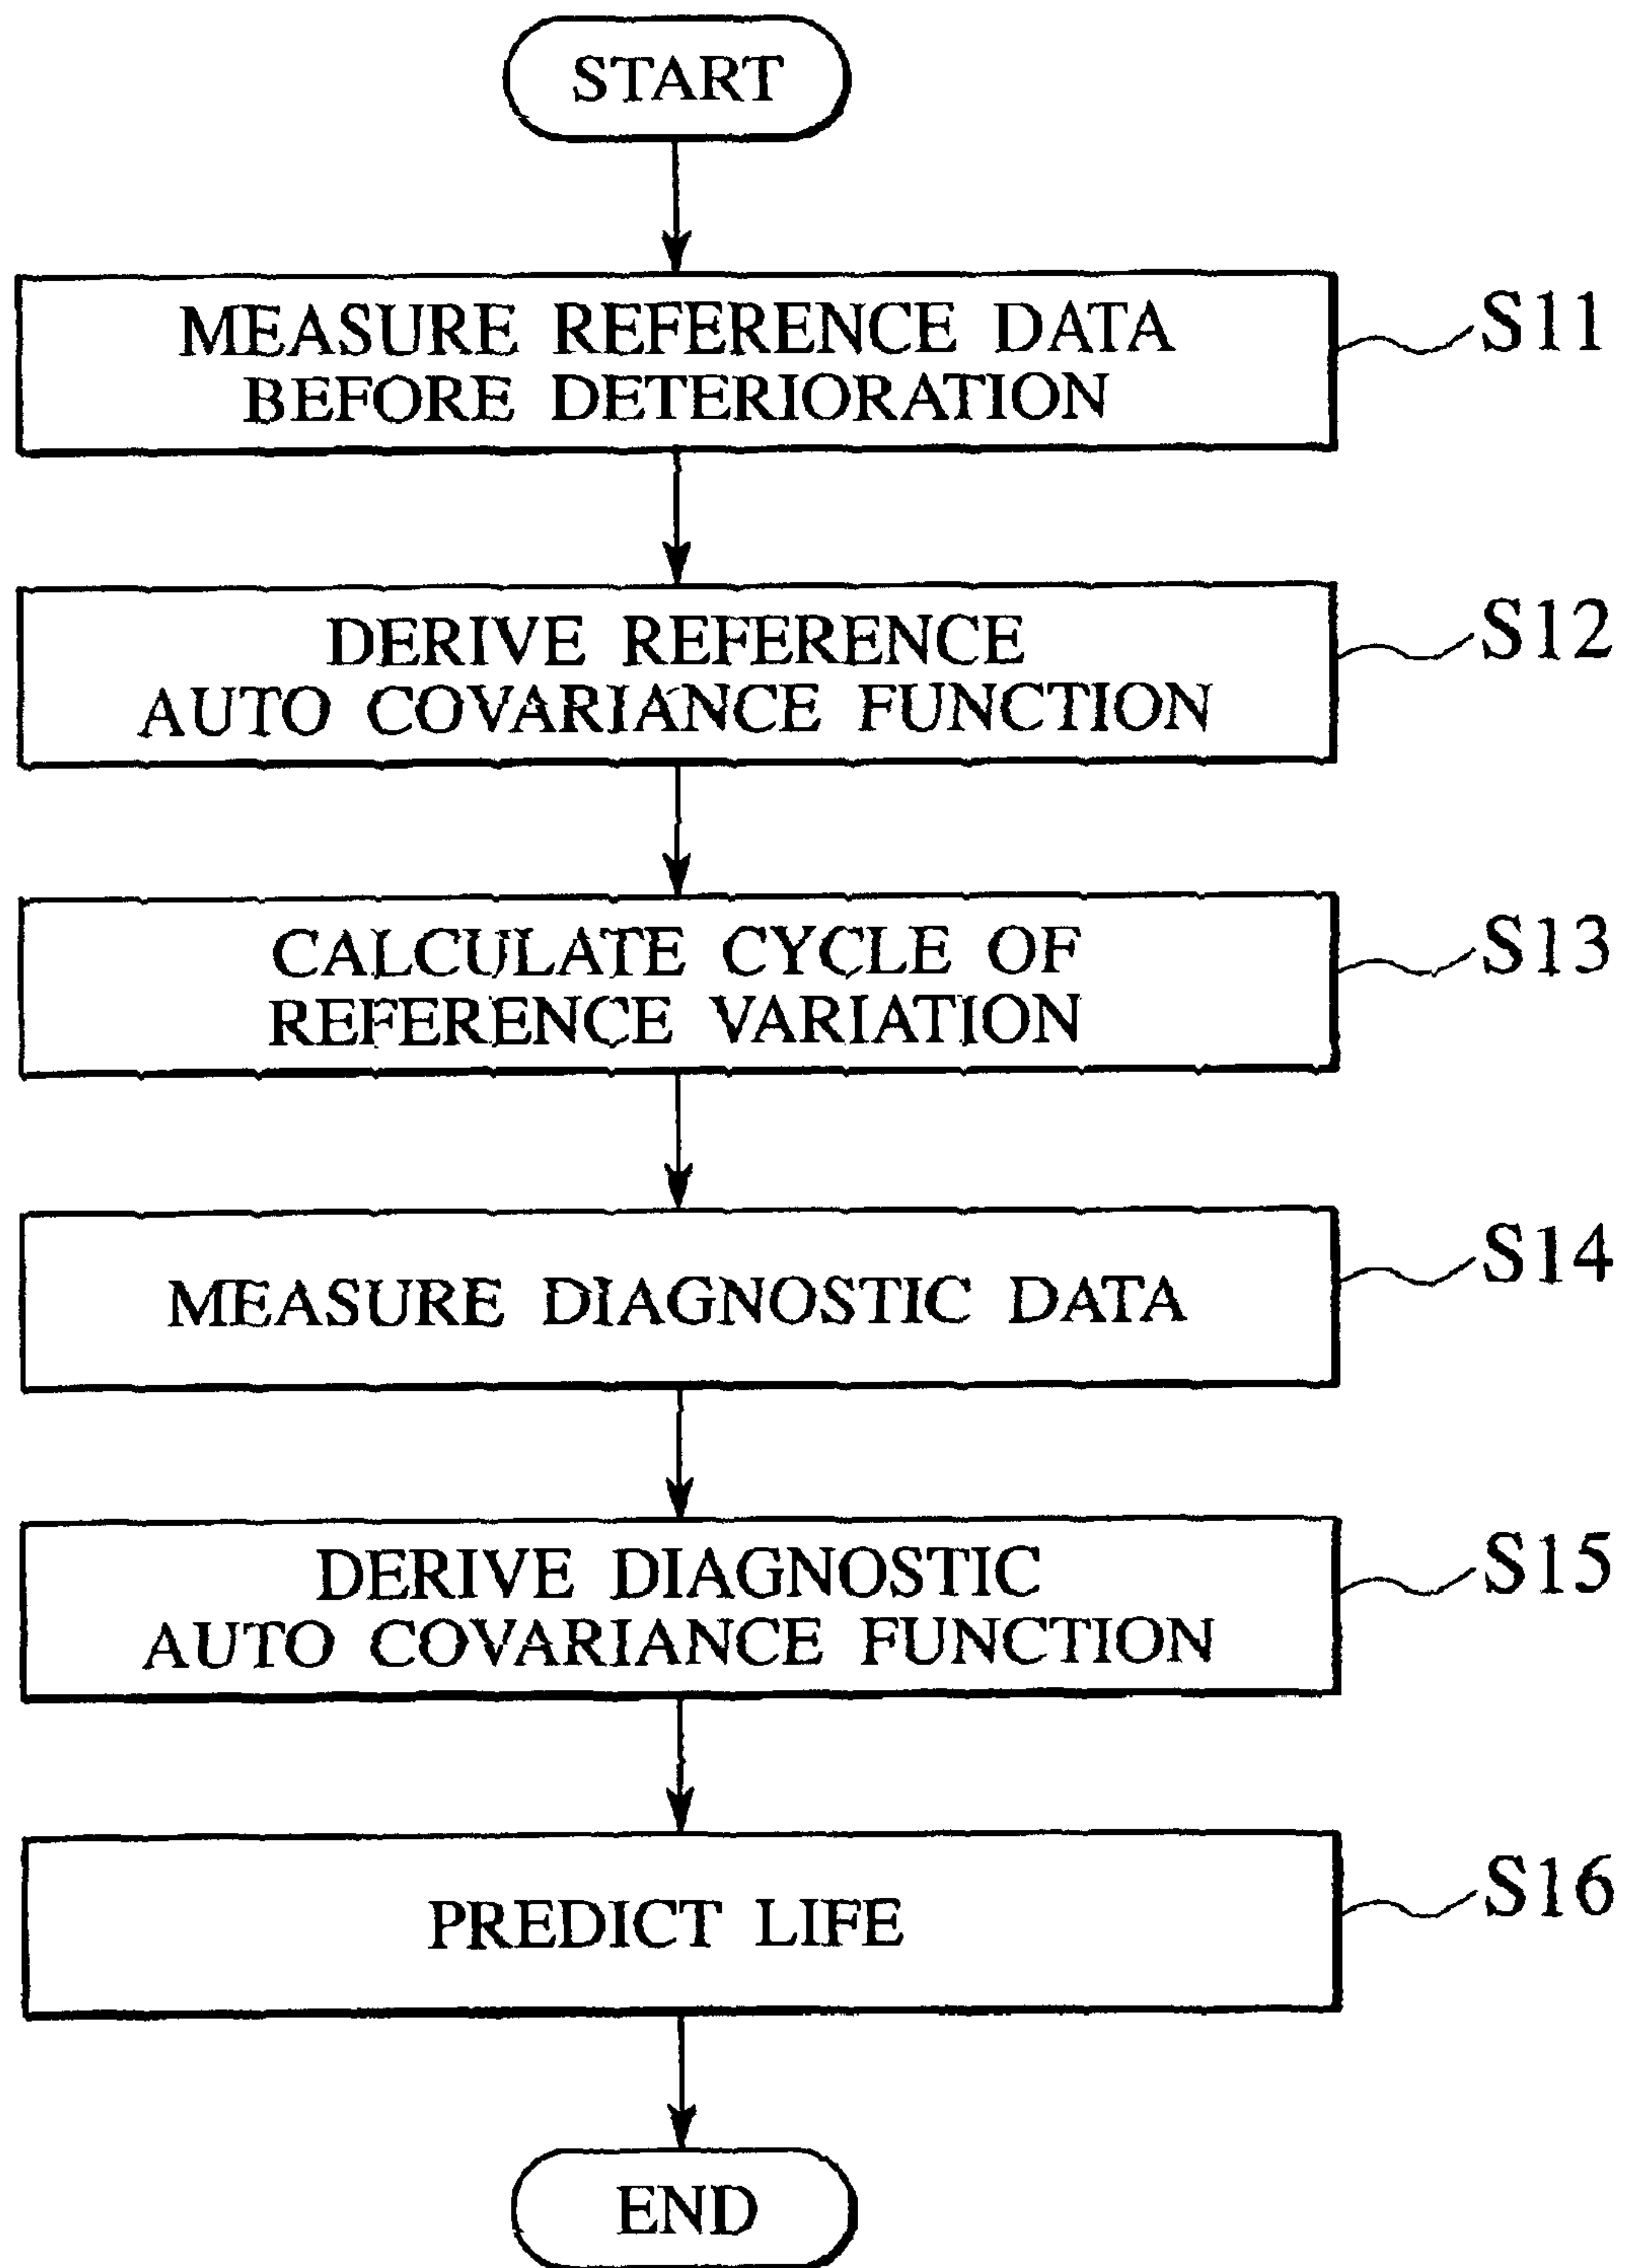 START
MEASURE REFERENCE DATA
BEFORE DETERIORATION
S11
DERIVE REFERENCE
AUTO COVARIANCE FUNCTION
S12
CALCULATE CYCLE OF
REFERENCE VARIATION
S13
MEASURE DIAGNOSTIC DATA
S14
DERIVE DIAGNOSTIC
AUTO COVARIANCE FUNCTION
S15
PREDICT LIFE
S16
END